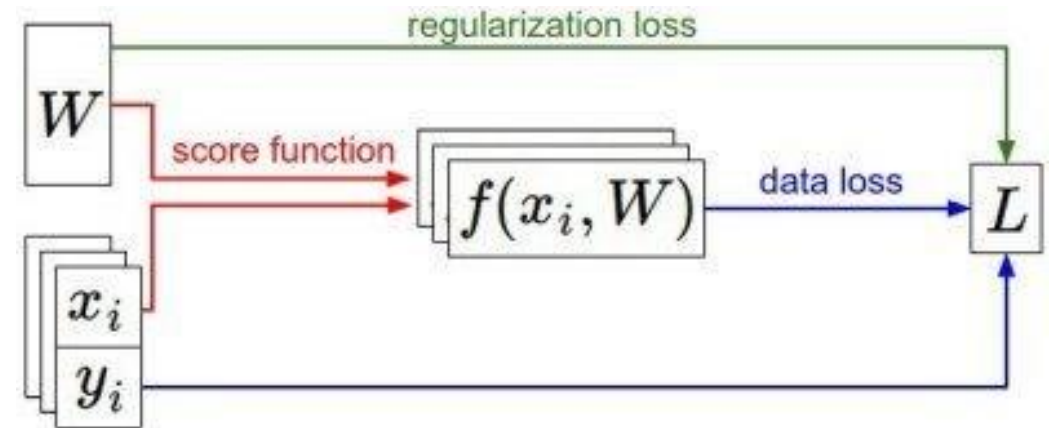 regularization loss
W
score function
f(x_i, W)
data loss
L
x_i
y_i